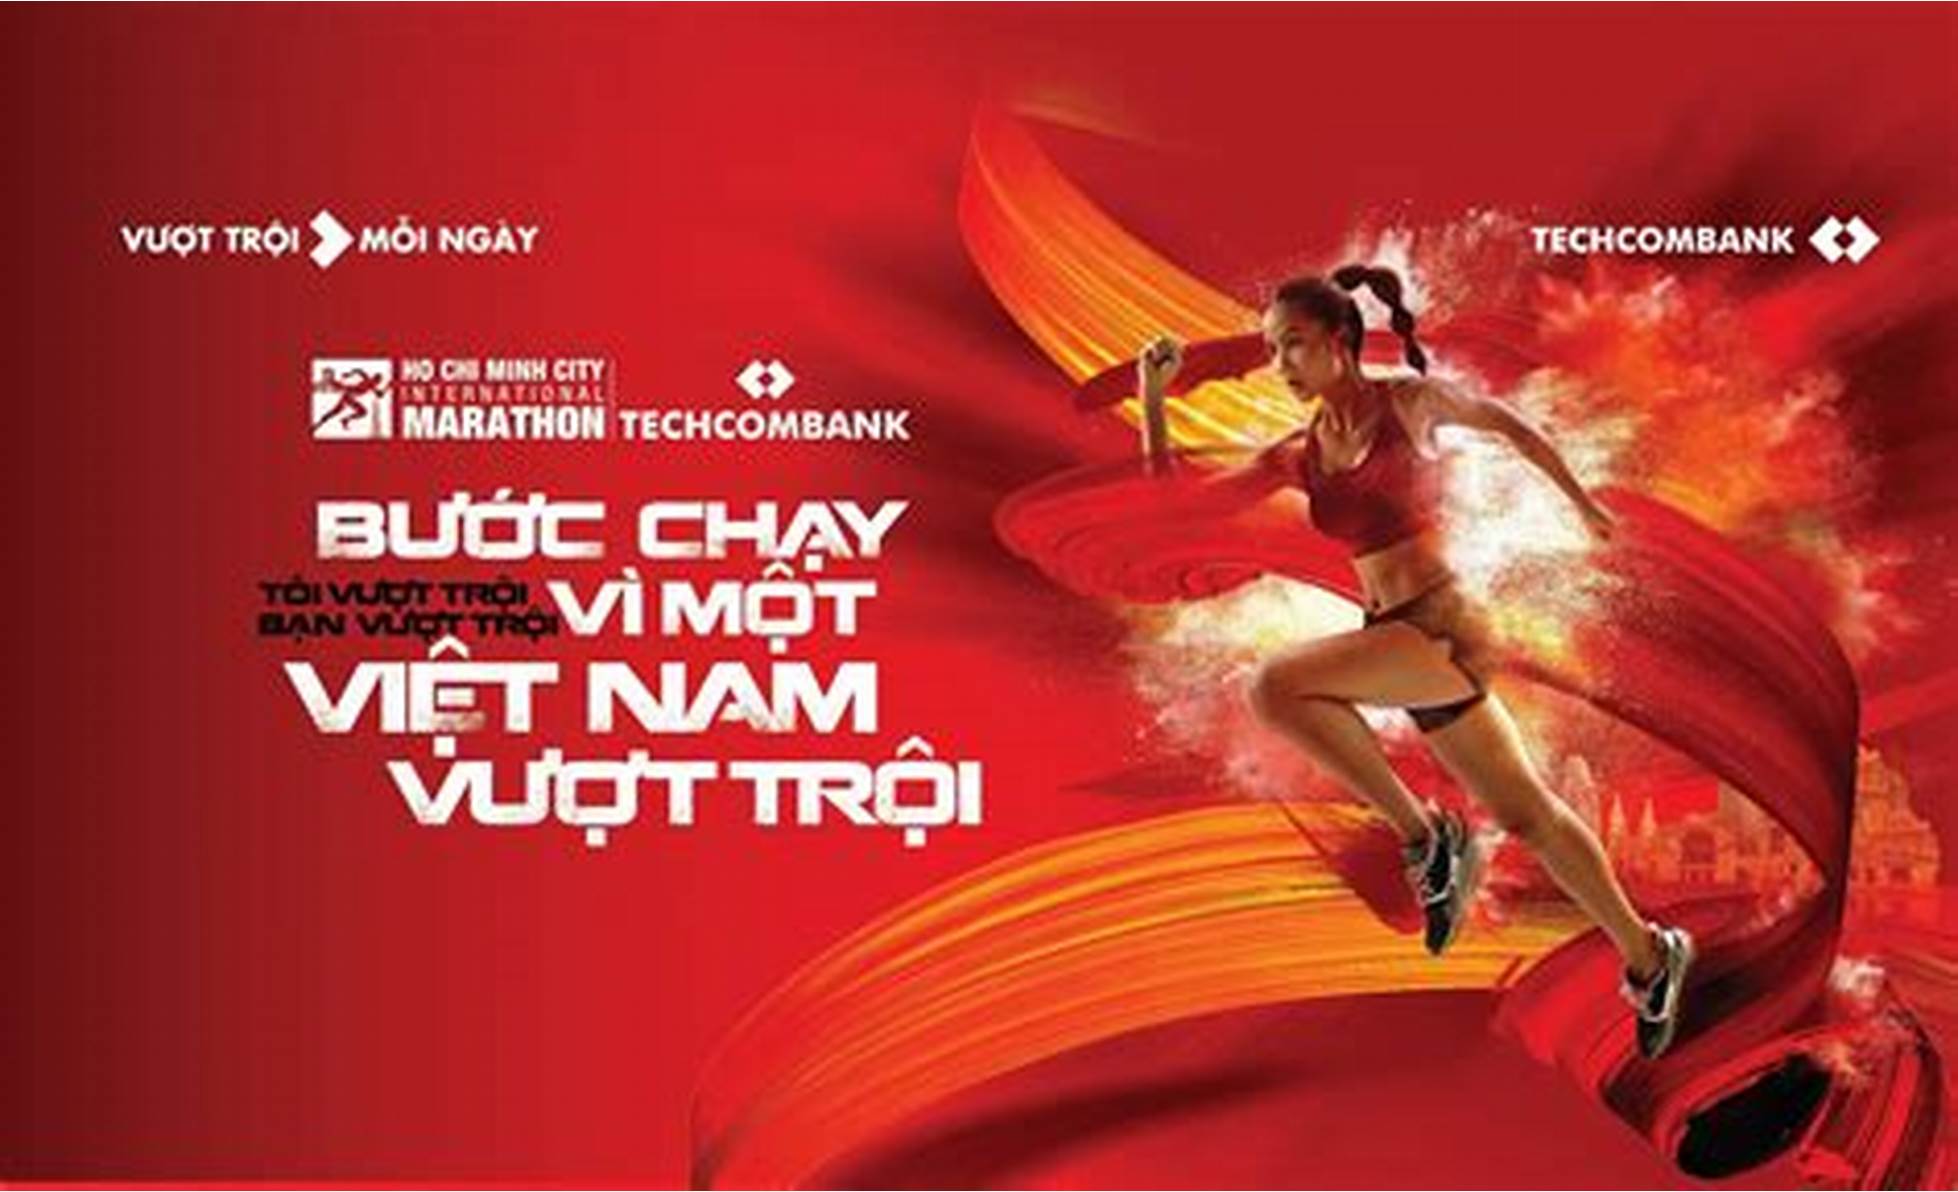 VƯỢT TRỘI MỖI NGÀY
TECHCOMBANK
HO CHI MINH CITY
INTERNATIONAL
MARATHON
TECHCOMBANK
BƯỚC CHẠY
TÔI VƯỢT TRỘI
BẠN VƯỢT TRỘI
VÌ MỘT
VIỆT NAM
VƯỢT TRỘI